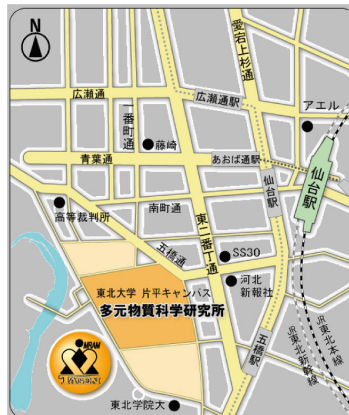 N
愛宕上杉通
広瀬通
広瀬通駅
アエル
一番町通
藤崎
青葉通
あおば通駅
仙台駅
仙台駅
南町通
高等裁判所
東二番丁通
五橋通
SS30
東北大学 片平キャンパス
河北
新報社
多元物質科学研究所
五橋駅
JR東北本線
JR東北新幹線
IMRAM
東北学院大